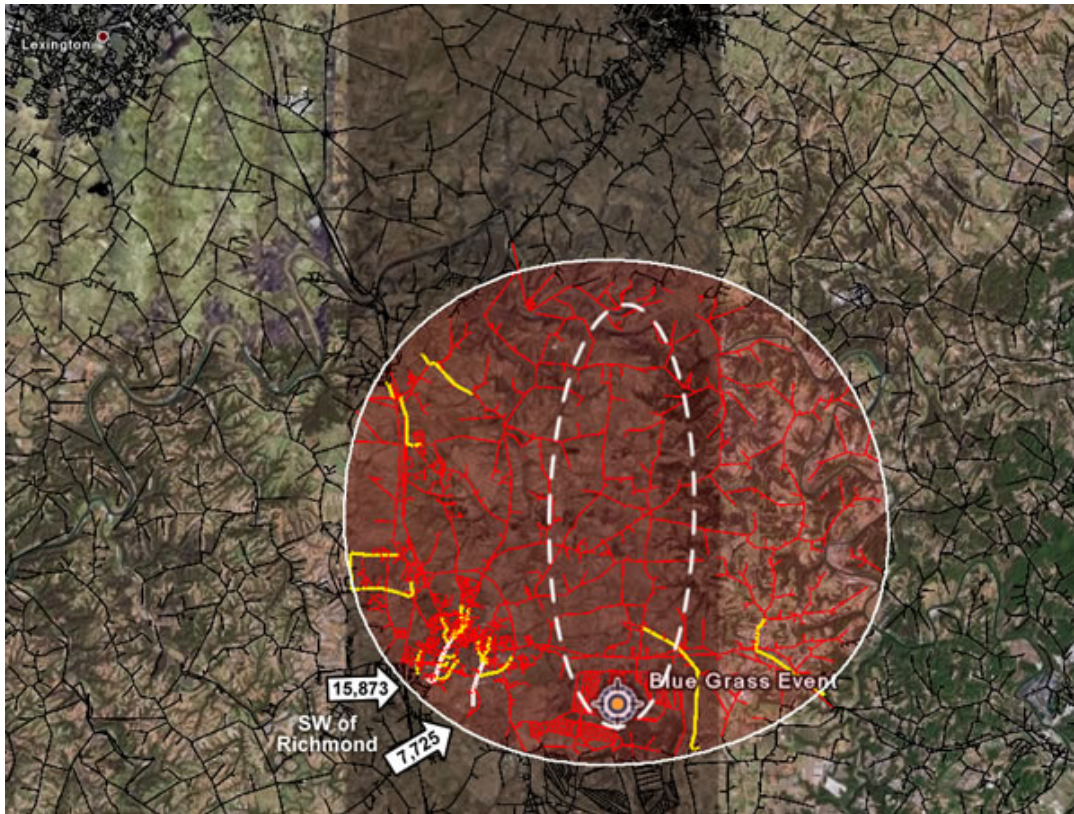 Lexington
Blue Grass Event
15,873
SW of
Richmond
7,725